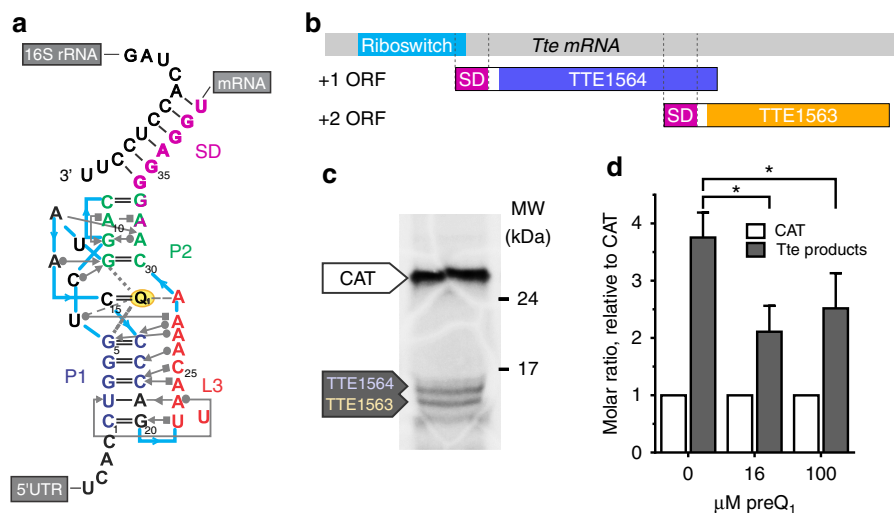 a
16S rRNA
G A U C A C C U C C U U 3'
mRNA
U G G A G G
SD
35
C G
A A
G A
G C
10
30
P2
A
U
A
C
U
C Q1 A
15
G C
G C
G C
U A
C G
5
1
20
P1
A A A C A A U
25
L3
U
C
A
C
U
5'UTR
b
Riboswitch Tte mRNA
+1 ORF SD TTE1564
+2 ORF SD TTE1563
c
MW
(kDa)
CAT
24
17
TTE1564
TTE1563
d
* *
CAT
Tte products
Molar ratio, relative to CAT
4
3
2
1
0
0 16 100
μM preQ1